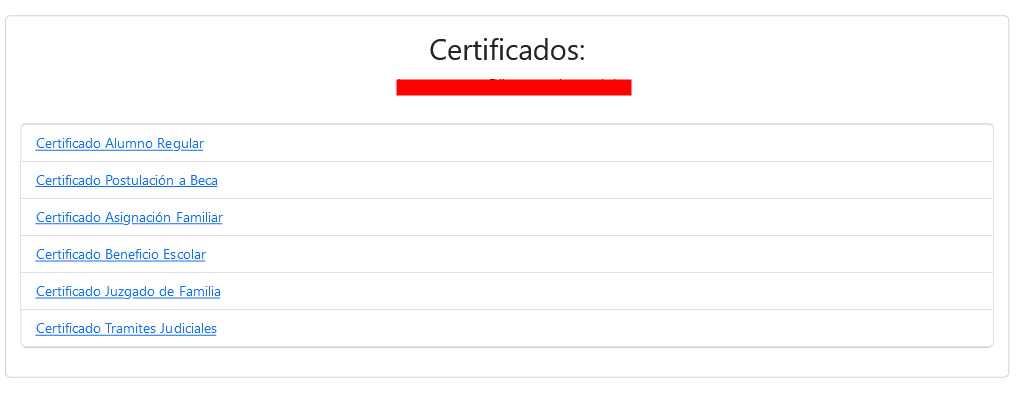 Certificados:
Certificado Alumno Regular
Certificado Postulación a Beca
Certificado Asignación Familiar
Certificado Beneficio Escolar
Certificado Juzgado de Familia
Certificado Tramites Judiciales